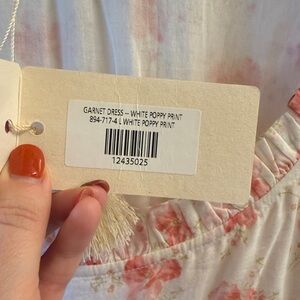 GARNET DRESS – WHITE POPPY PRINT
894-717-4 L WHITE POPPY PRINT
12435025